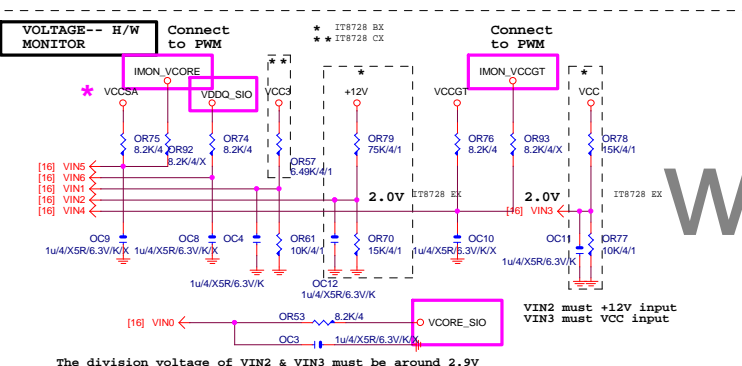 VOLTAGE-- H/W
MONITOR
Connect
to PWM
* IT8728 BX
** IT8728 CX
Connect
to PWM
IMON_VCORE
**
*
IMON_VCCGT
*
*
VCCSA
VDDQ_SIO
VCC3
+12V
VCCGT
VCC
OR75
8.2K/4
OR92
8.2K/4/X
OR74
8.2K/4
OR57
6.49K/4/1
OR79
75K/4/1
OR76
8.2K/4
OR93
8.2K/4/X
OR78
15K/4/1
[16] VIN5
[16] VIN6
[16] VIN1
[16] VIN2
[16] VIN4
2.0V
IT8728 EX
2.0V
[16] VIN3
IT8728 EX
OC9
1u/4/X5R/6.3V/K/X
OC8
1u/4/X5R/6.3V/K/X
OC4
1u/4/X5R/6.3V/K
OR61
10K/4/1
OC12
1u/4/X5R/6.3V/K
OR70
15K/4/1
OC10
1u/4/X5R/6.3V/K/X
OC11
1u/4/X5R/6.3V/K
OR77
10K/4/1
[16] VIN0
OR53
8.2K/4
VCORE_SIO
OC3
1u/4/X5R/6.3V/K/X
VIN2 must +12V input
VIN3 must VCC input
The division voltage of VIN2 & VIN3 must be around 2.9V
W